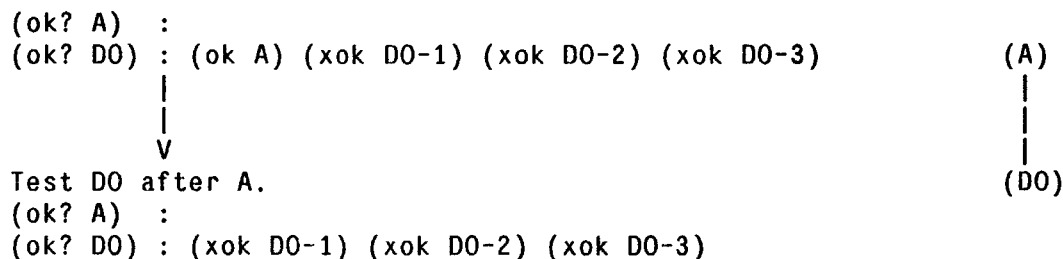 (ok? A) :
(ok? DO) : (ok A) (xok DO-1) (xok DO-2) (xok DO-3) (A)
V
Test DO after A. (DO)
(ok? A) :
(ok? DO) : (xok DO-1) (xok DO-2) (xok DO-3)